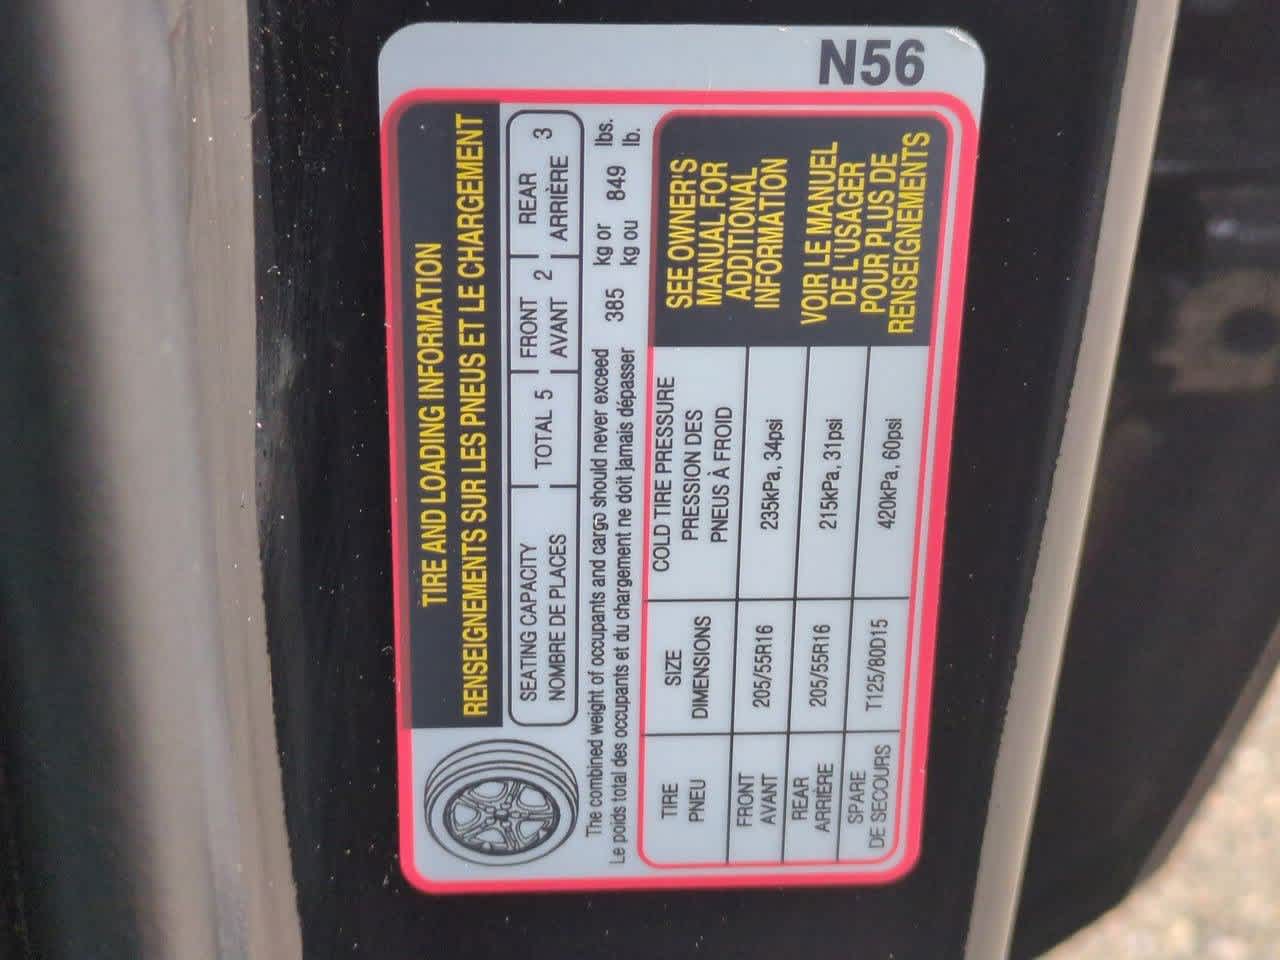 N56
TIRE AND LOADING INFORMATION
RENSEIGNEMENTS SUR LES PNEUS ET LE CHARGEMENT
SEATING CAPACITY
NOMBRE DE PLACES
TOTAL 5
FRONT
AVANT 2
REAR
ARRIÈRE 3
The combined weight of occupants and cargo should never exceed 385 kg or 849 lbs.
Le poids total des occupants et du chargement ne doit jamais dépasser kg ou lb.
TIRE
PNEU
SIZE
DIMENSIONS
COLD TIRE PRESSURE
PRESSION DES
PNEUS À FROID
FRONT
AVANT
205/55R16
235kPa, 34psi
REAR
ARRIÈRE
205/55R16
215kPa, 31psi
SPARE
DE SECOURS
T125/80D15
420kPa, 60psi
SEE OWNER'S
MANUAL FOR
ADDITIONAL
INFORMATION
VOIR LE MANUEL
DE L'USAGER
POUR PLUS DE
RENSEIGNEMENTS